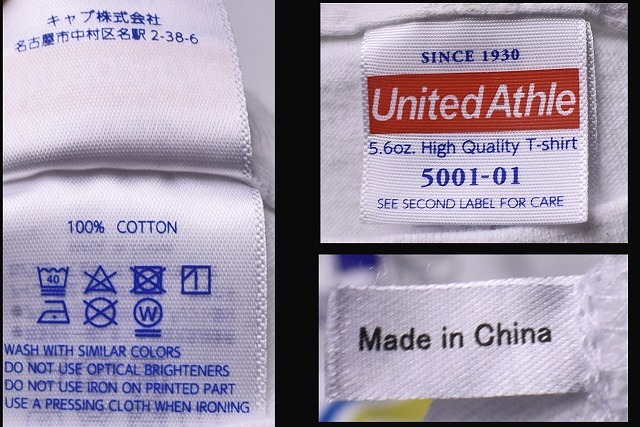 キャブ株式会社
名古屋市中村区名駅 2-38-6
100% COTTON
40
W
WASH WITH SIMILAR COLORS
DO NOT USE OPTICAL BRIGHTENERS
DO NOT USE IRON ON PRINTED PART
USE A PRESSING CLOTH WHEN IRONING
SINCE 1930
United Athle
5.6oz. High Quality T-shirt
5001-01
SEE SECOND LABEL FOR CARE
Made in China